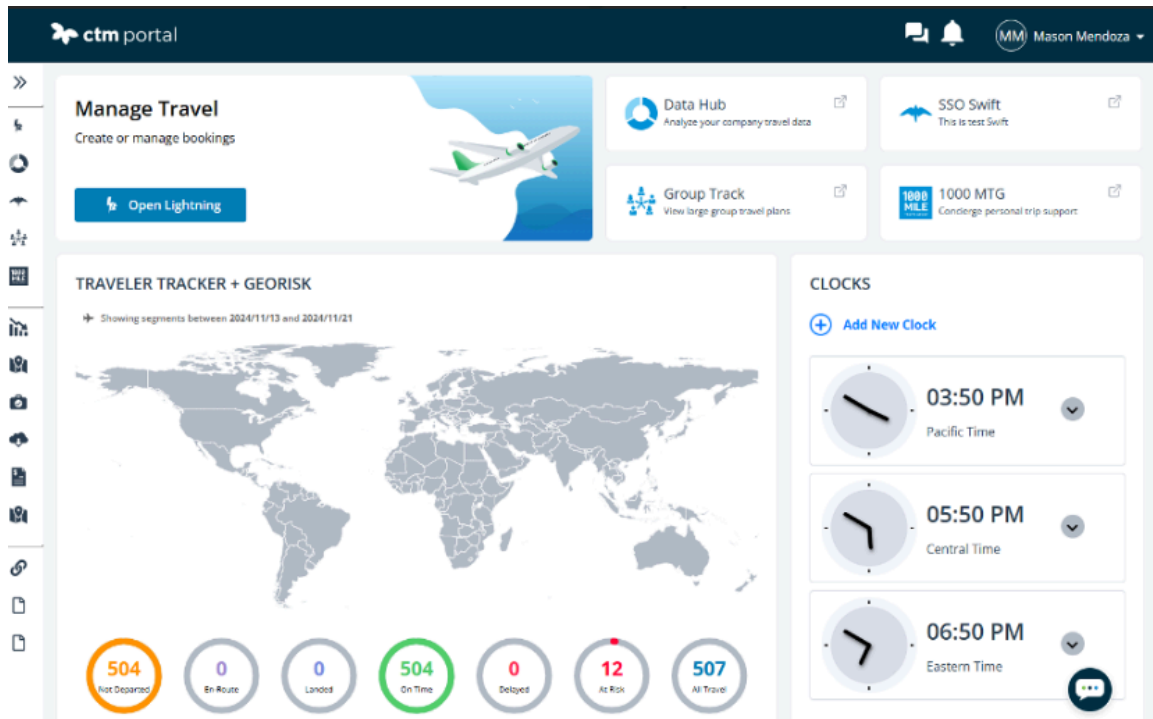 ctm portal
MM Mason Mendoza
Manage Travel
Create or manage bookings
Open Lightning
Data Hub
Analyze your company travel data
SSO Swift
This is test Swift
Group Track
View large group travel plans
1000 MILE
1000 MTG
Concierge personal trip support
TRAVELER TRACKER + GEORISK
Showing segments between 2024/11/13 and 2024/11/21
504
Not Departed
0
En Route
0
Landed
504
On Time
0
Delayed
12
At Risk
507
All Travel
CLOCKS
Add New Clock
03:50 PM
Pacific Time
05:50 PM
Central Time
06:50 PM
Eastern Time